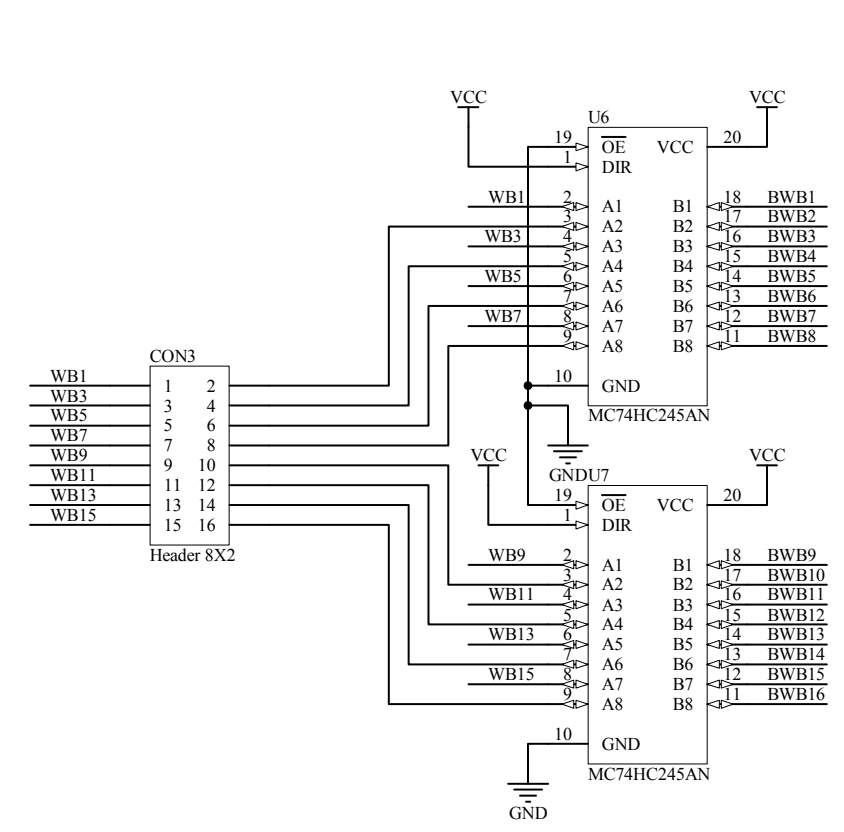 VCC
VCC
U6
19 OE VCC 20
1 DIR
WB1 2 A1 B1 18 BWB1
3 A2 B2 17 BWB2
WB3 4 A3 B3 16 BWB3
5 A4 B4 15 BWB4
WB5 6 A5 B5 14 BWB5
7 A6 B6 13 BWB6
WB7 8 A7 B7 12 BWB7
9 A8 B8 11 BWB8
10 GND
MC74HC245AN
CON3
WB1 1 2
WB3 3 4
WB5 5 6
WB7 7 8
WB9 9 10
WB11 11 12
WB13 13 14
WB15 15 16
Header 8X2
VCC
GND
VCC
U7
19 OE VCC 20
1 DIR
WB9 2 A1 B1 18 BWB9
3 A2 B2 17 BWB10
WB11 4 A3 B3 16 BWB11
5 A4 B4 15 BWB12
WB13 6 A5 B5 14 BWB13
7 A6 B6 13 BWB14
WB15 8 A7 B7 12 BWB15
9 A8 B8 11 BWB16
10 GND
MC74HC245AN
GND